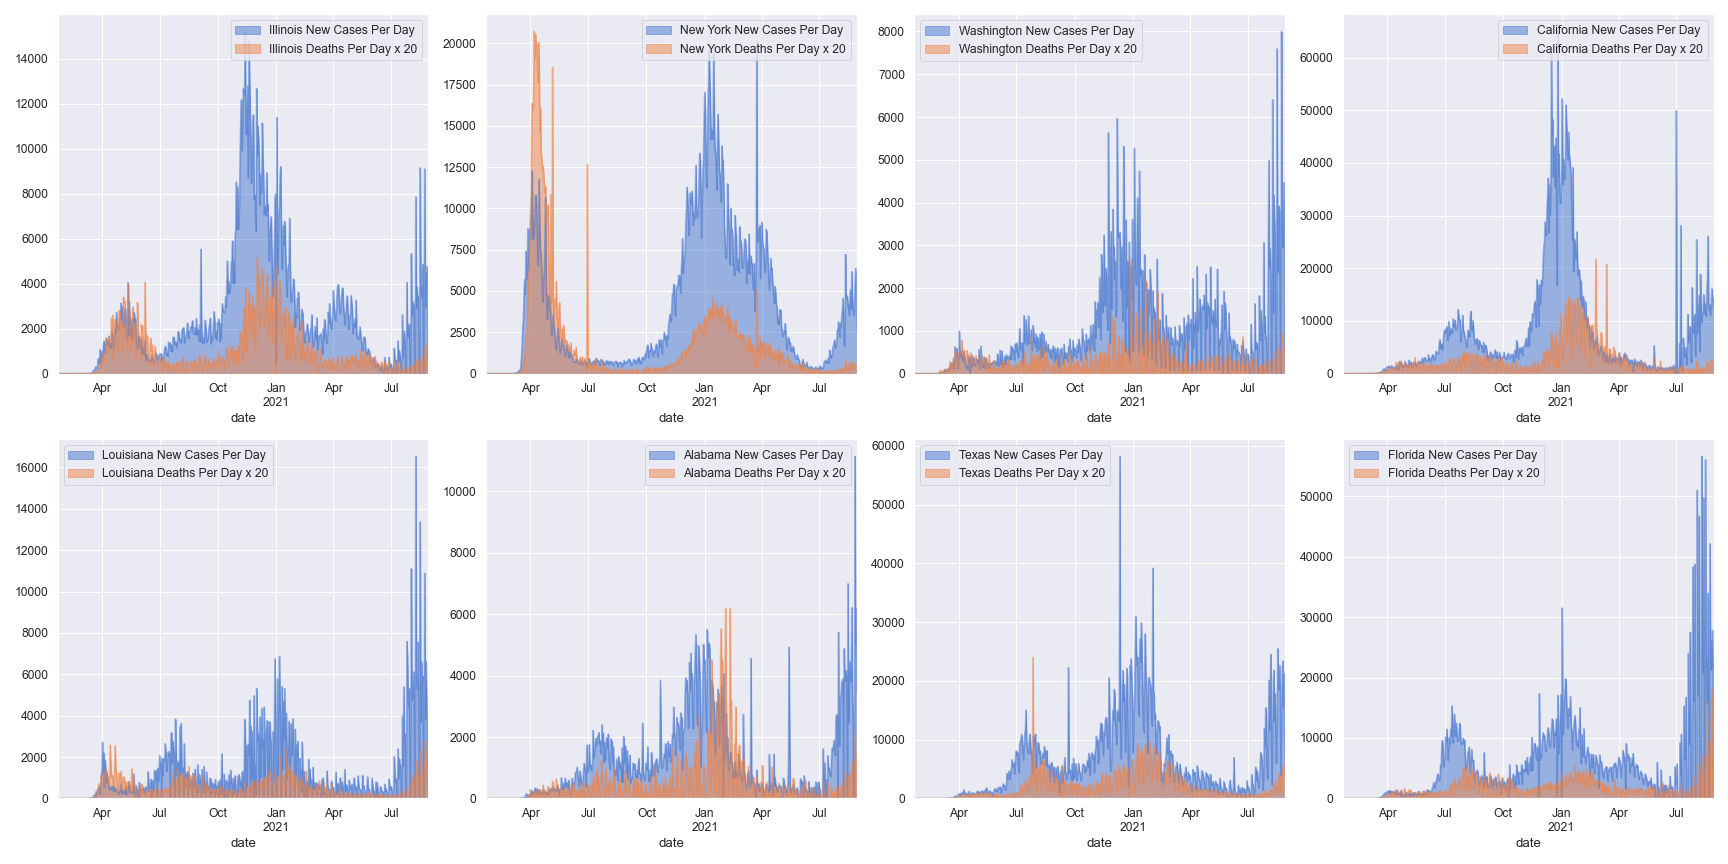 Illinois New Cases Per Day
Illinois Deaths Per Day x 20
14000
12000
10000
8000
6000
4000
2000
0
Apr Jul Oct Jan Apr Jul
2021
date
New York New Cases Per Day
New York Deaths Per Day x 20
20000
17500
15000
12500
10000
7500
5000
2500
0
Apr Jul Oct Jan Apr Jul
2021
date
Washington New Cases Per Day
Washington Deaths Per Day x 20
8000
7000
6000
5000
4000
3000
2000
1000
0
Apr Jul Oct Jan Apr Jul
2021
date
California New Cases Per Day
California Deaths Per Day x 20
60000
50000
40000
30000
20000
10000
0
Apr Jul Oct Jan Apr Jul
2021
date
Louisiana New Cases Per Day
Louisiana Deaths Per Day x 20
16000
14000
12000
10000
8000
6000
4000
2000
0
Apr Jul Oct Jan Apr Jul
2021
date
Alabama New Cases Per Day
Alabama Deaths Per Day x 20
10000
8000
6000
4000
2000
0
Apr Jul Oct Jan Apr Jul
2021
date
Texas New Cases Per Day
Texas Deaths Per Day x 20
60000
50000
40000
30000
20000
10000
0
Apr Jul Oct Jan Apr Jul
2021
date
Florida New Cases Per Day
Florida Deaths Per Day x 20
50000
40000
30000
20000
10000
0
Apr Jul Oct Jan Apr Jul
2021
date